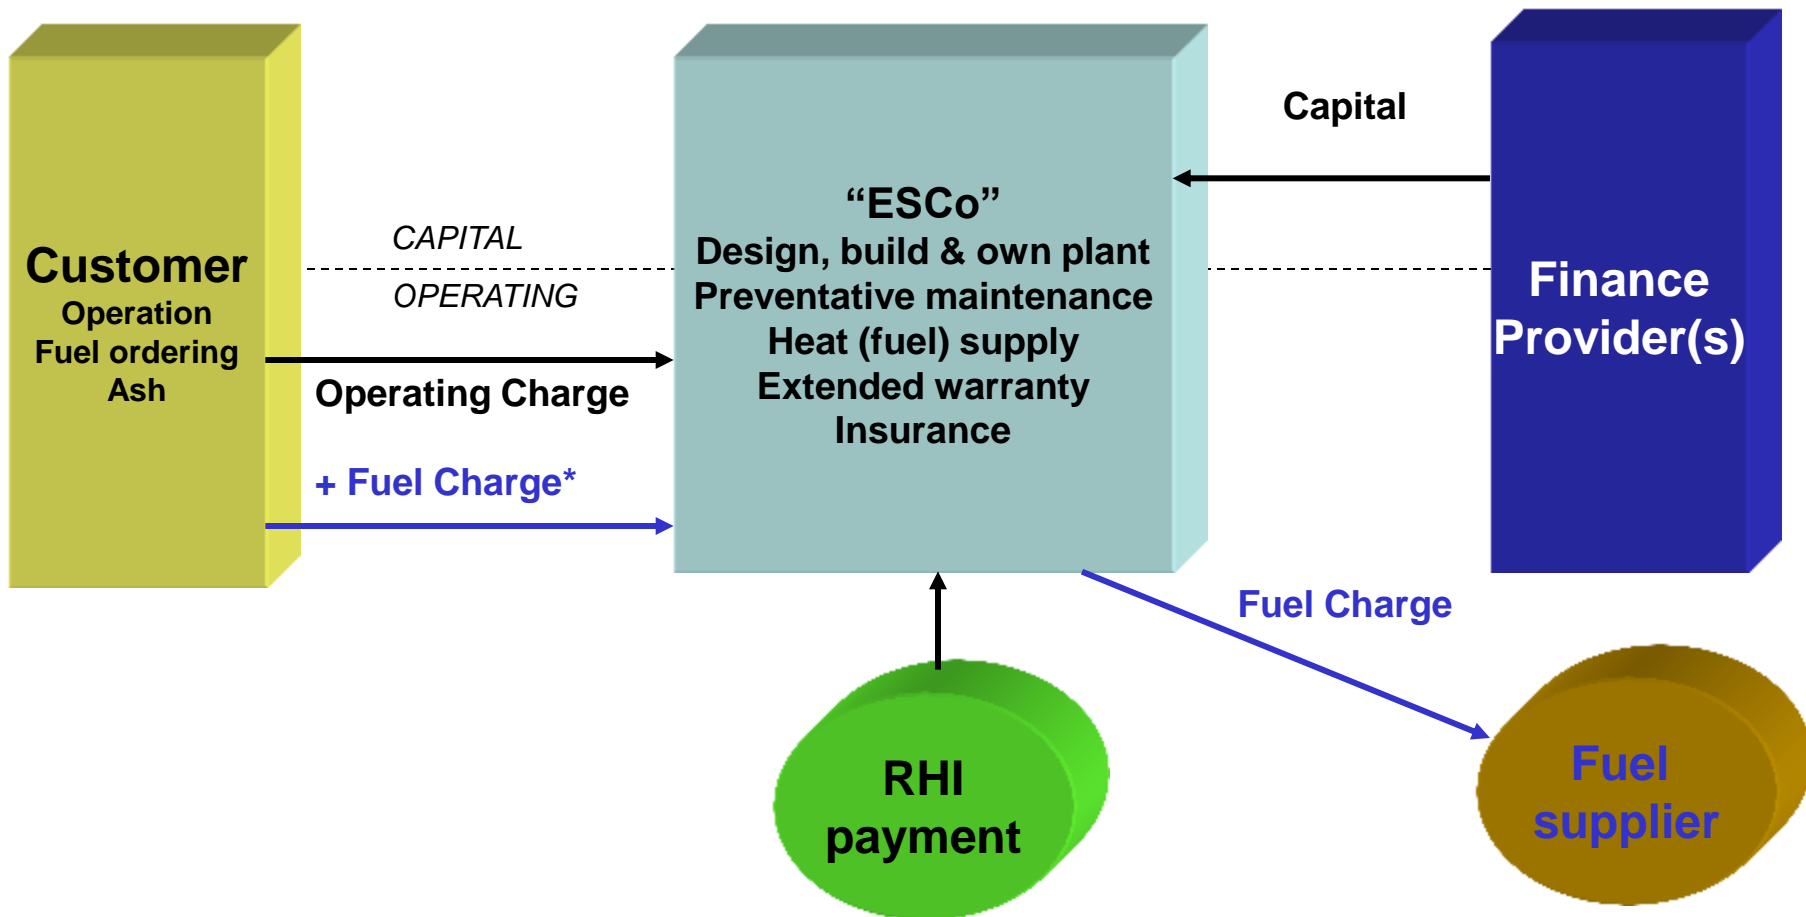 Customer
Operation
Fuel ordering
Ash
CAPITAL
OPERATING
Operating Charge
+ Fuel Charge*
“ESCo”
Design, build & own plant
Preventative maintenance
Heat (fuel) supply
Extended warranty
Insurance
Capital
Finance
Provider(s)
Fuel Charge
RHI
payment
Fuel
supplier